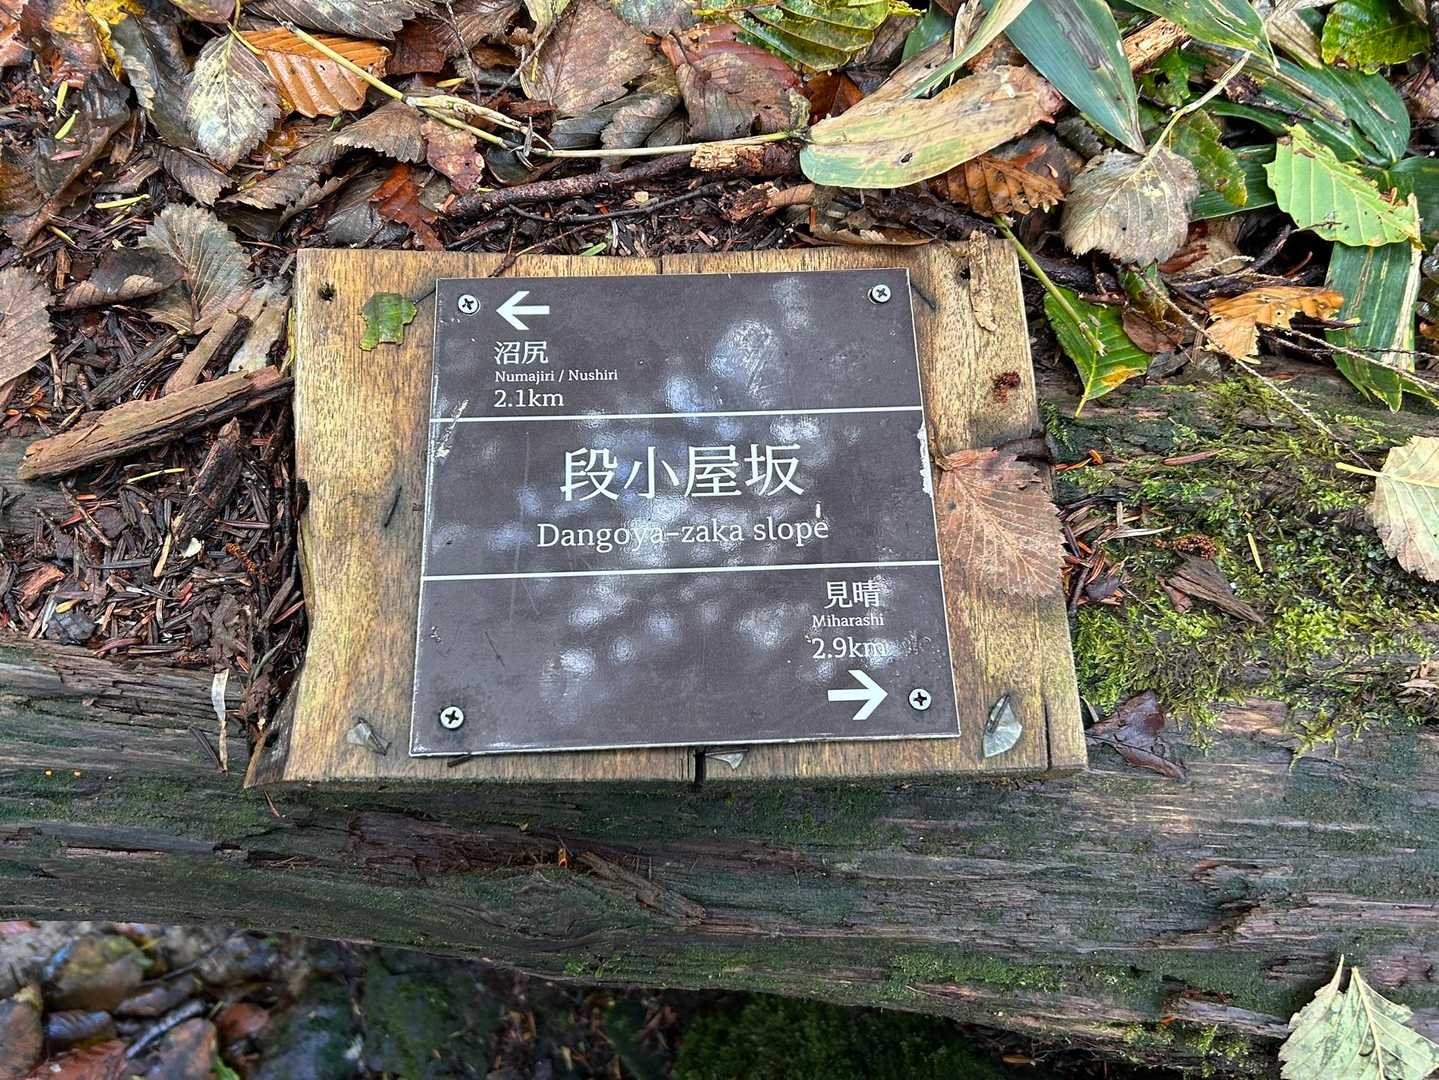 ←
沼尻
Numajiri / Nushiri
2.1km
段小屋坂
Dangoya-zaka slope
見晴
Miharashi
2.9km
→